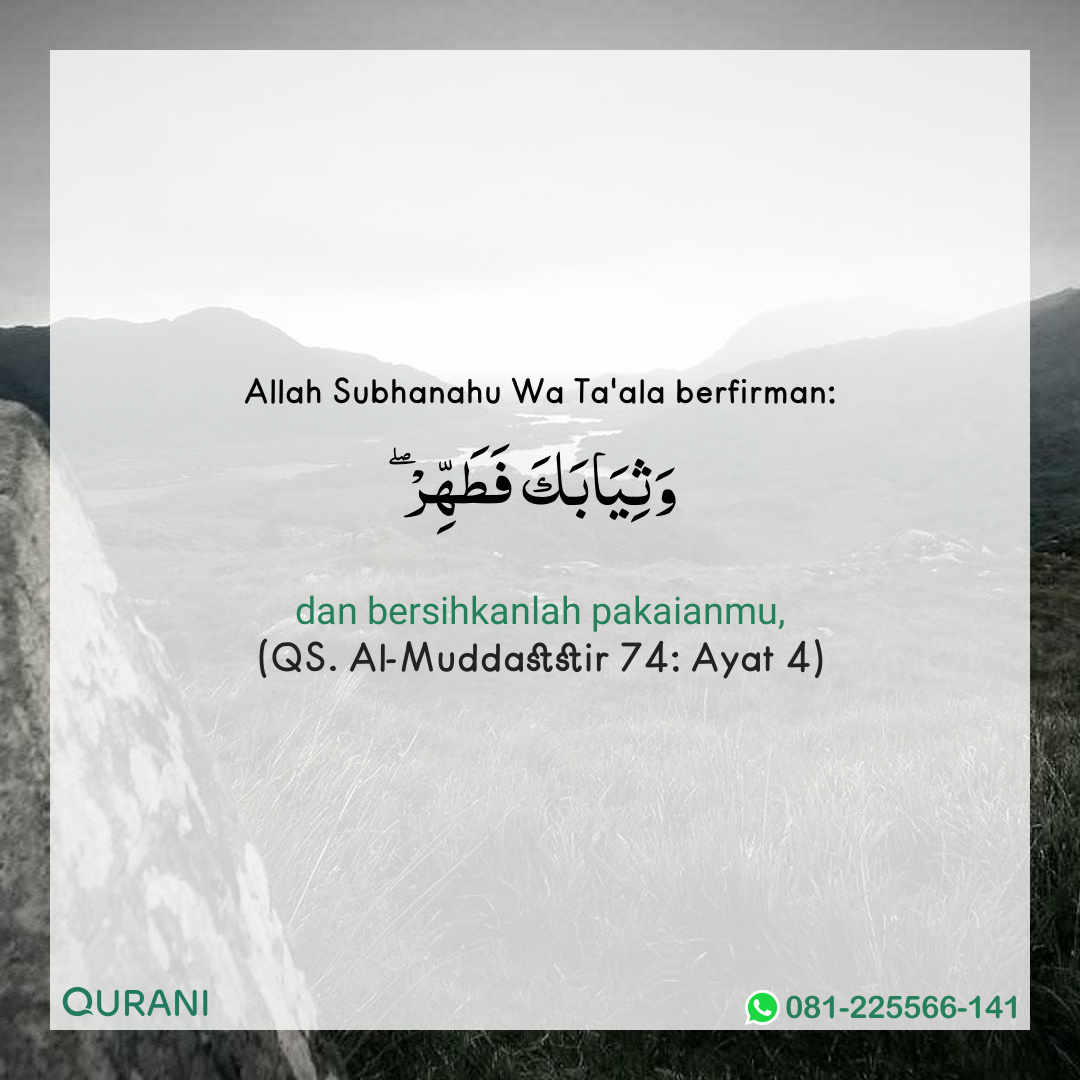 Allah Subhanahu Wa Ta'ala berfirman:
وَثِيَابَكَ فَطَهِّرْۖ
dan bersihkanlah pakaianmu,
(QS. Al-Muddaststir 74: Ayat 4)
QURANI
081-225566-141